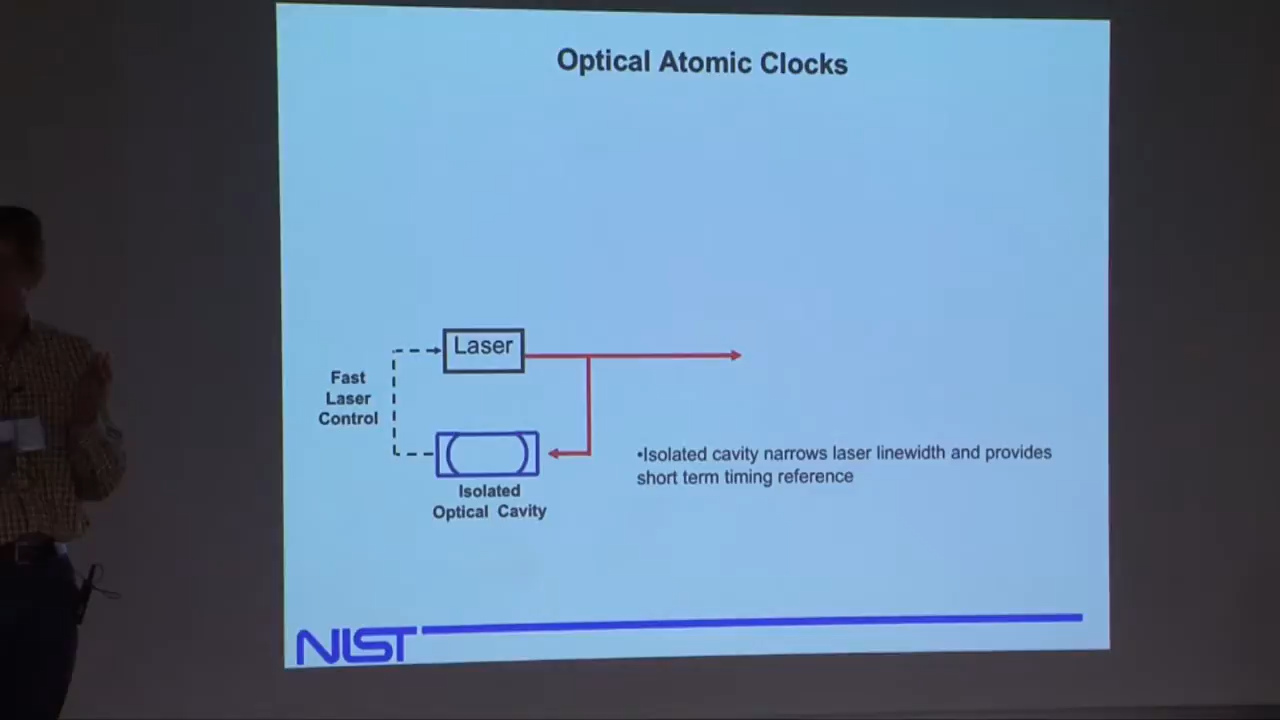 Optical Atomic Clocks
Laser
Fast
Laser
Control
•Isolated cavity narrows laser linewidth and provides
short term timing reference
Isolated
Optical Cavity
NIST